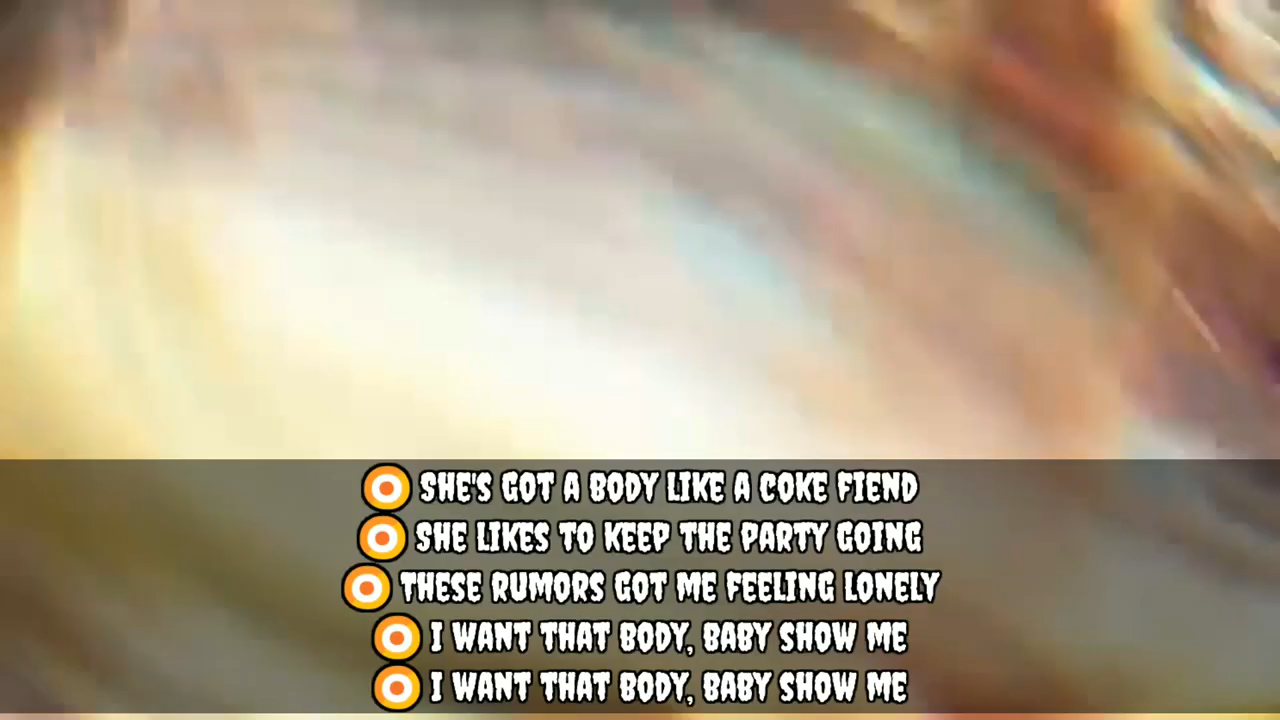 SHE'S GOT A BODY LIKE A COKE FIEND
SHE LIKES TO KEEP THE PARTY GOING
THESE RUMORS GOT ME FEELING LONELY
I WANT THAT BODY, BABY SHOW ME
I WANT THAT BODY, BABY SHOW ME